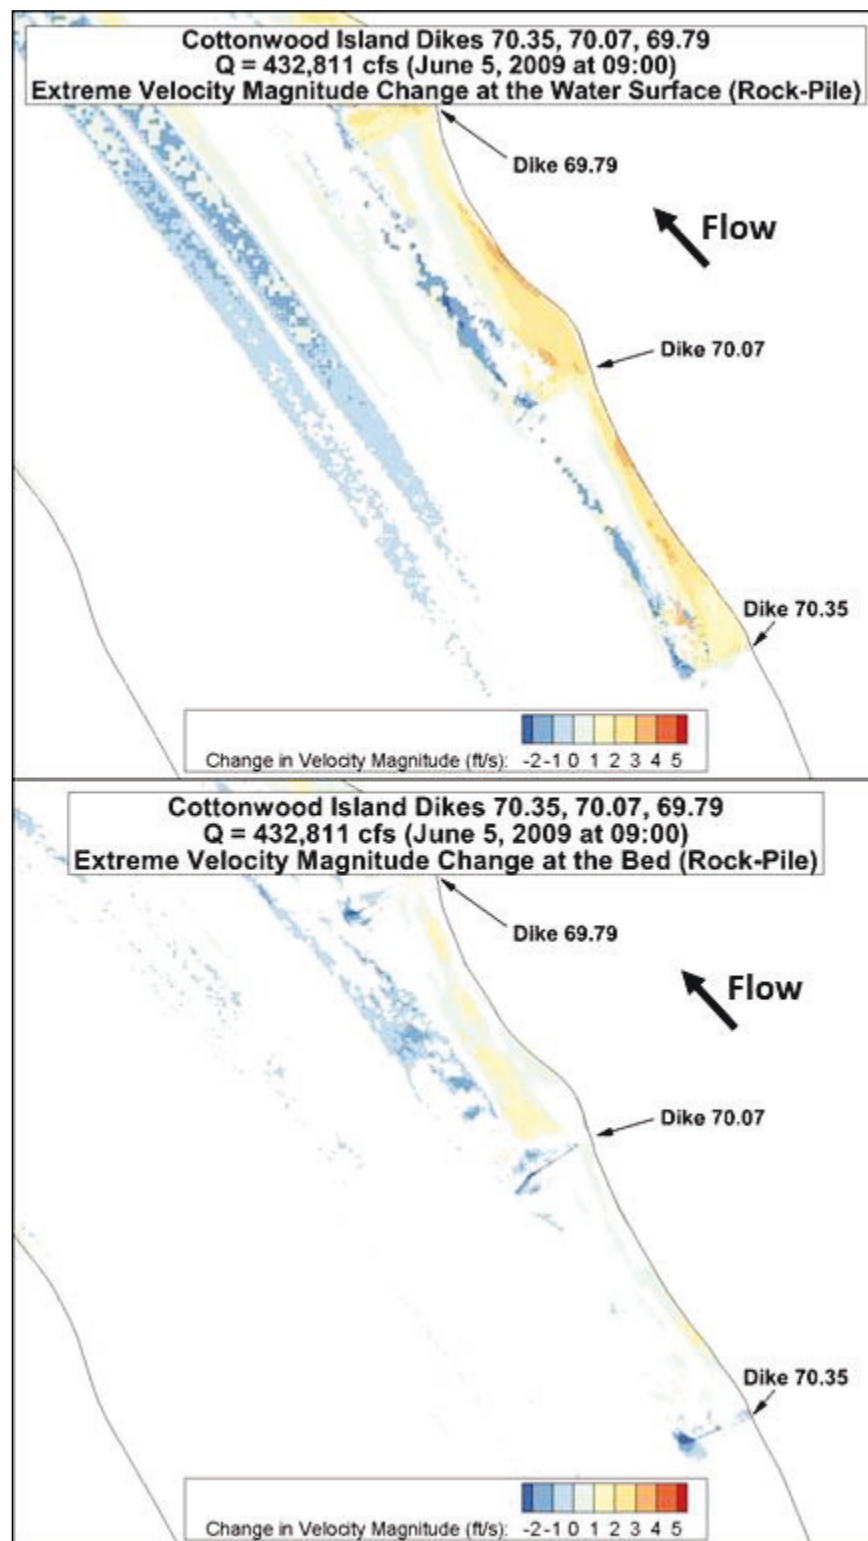 Cottonwood Island Dikes 70.35, 70.07, 69.79
Q = 432,811 cfs (June 5, 2009 at 09:00)
Extreme Velocity Magnitude Change at the Water Surface (Rock-Pile)
Dike 69.79
Flow
Dike 70.07
Dike 70.35
Change in Velocity Magnitude (ft/s): -2 -1 0 1 2 3 4 5
Cottonwood Island Dikes 70.35, 70.07, 69.79
Q = 432,811 cfs (June 5, 2009 at 09:00)
Extreme Velocity Magnitude Change at the Bed (Rock-Pile)
Dike 69.79
Flow
Dike 70.07
Dike 70.35
Change in Velocity Magnitude (ft/s): -2 -1 0 1 2 3 4 5